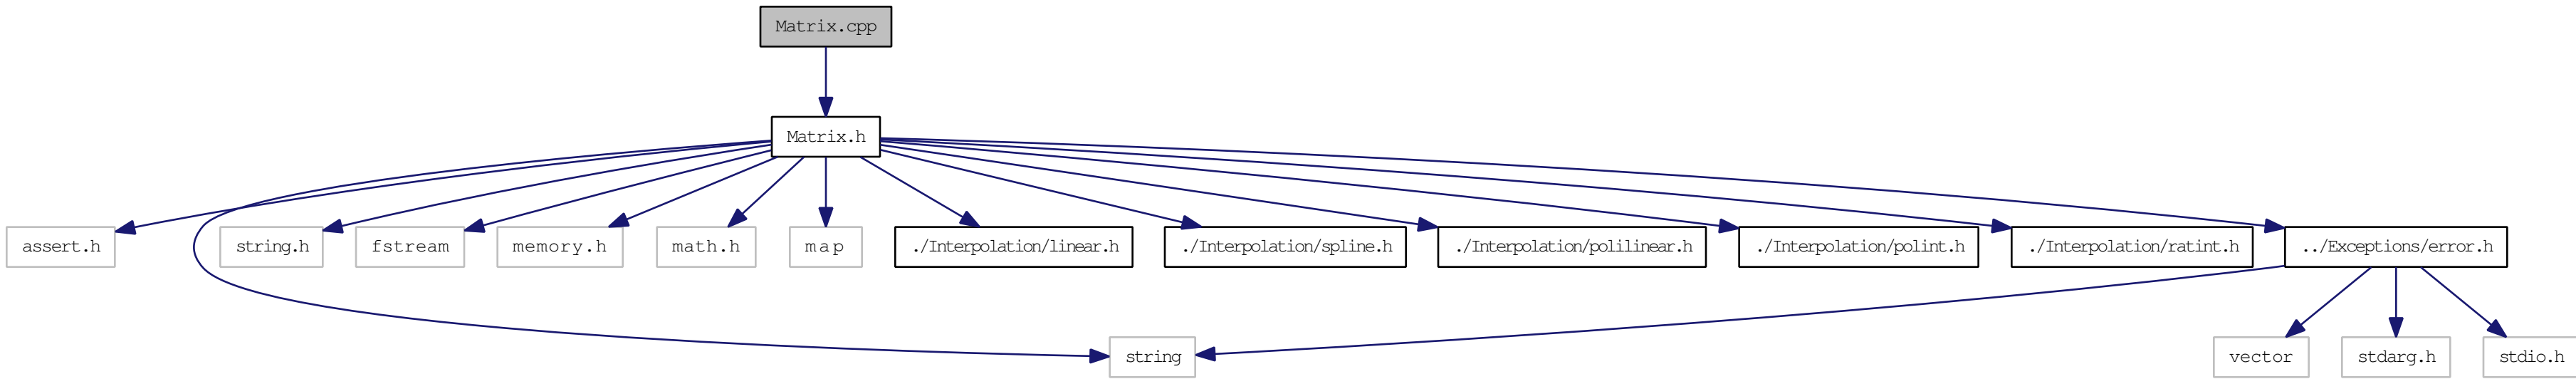 Matrix.cpp
Matrix.h
assert.h
string.h
fstream
memory.h
math.h
map
./Interpolation/linear.h
./Interpolation/spline.h
./Interpolation/polilinear.h
./Interpolation/polint.h
./Interpolation/ratint.h
../Exceptions/error.h
string
vector
stdarg.h
stdio.h